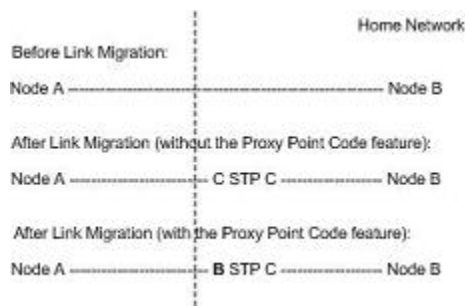 Home Network
Before Link Migration:
Node A Node B
After Link Migration (without the Proxy Point Code feature):
Node A C STP C Node B
After Link Migration (with the Proxy Point Code feature):
Node A B STP C Node B